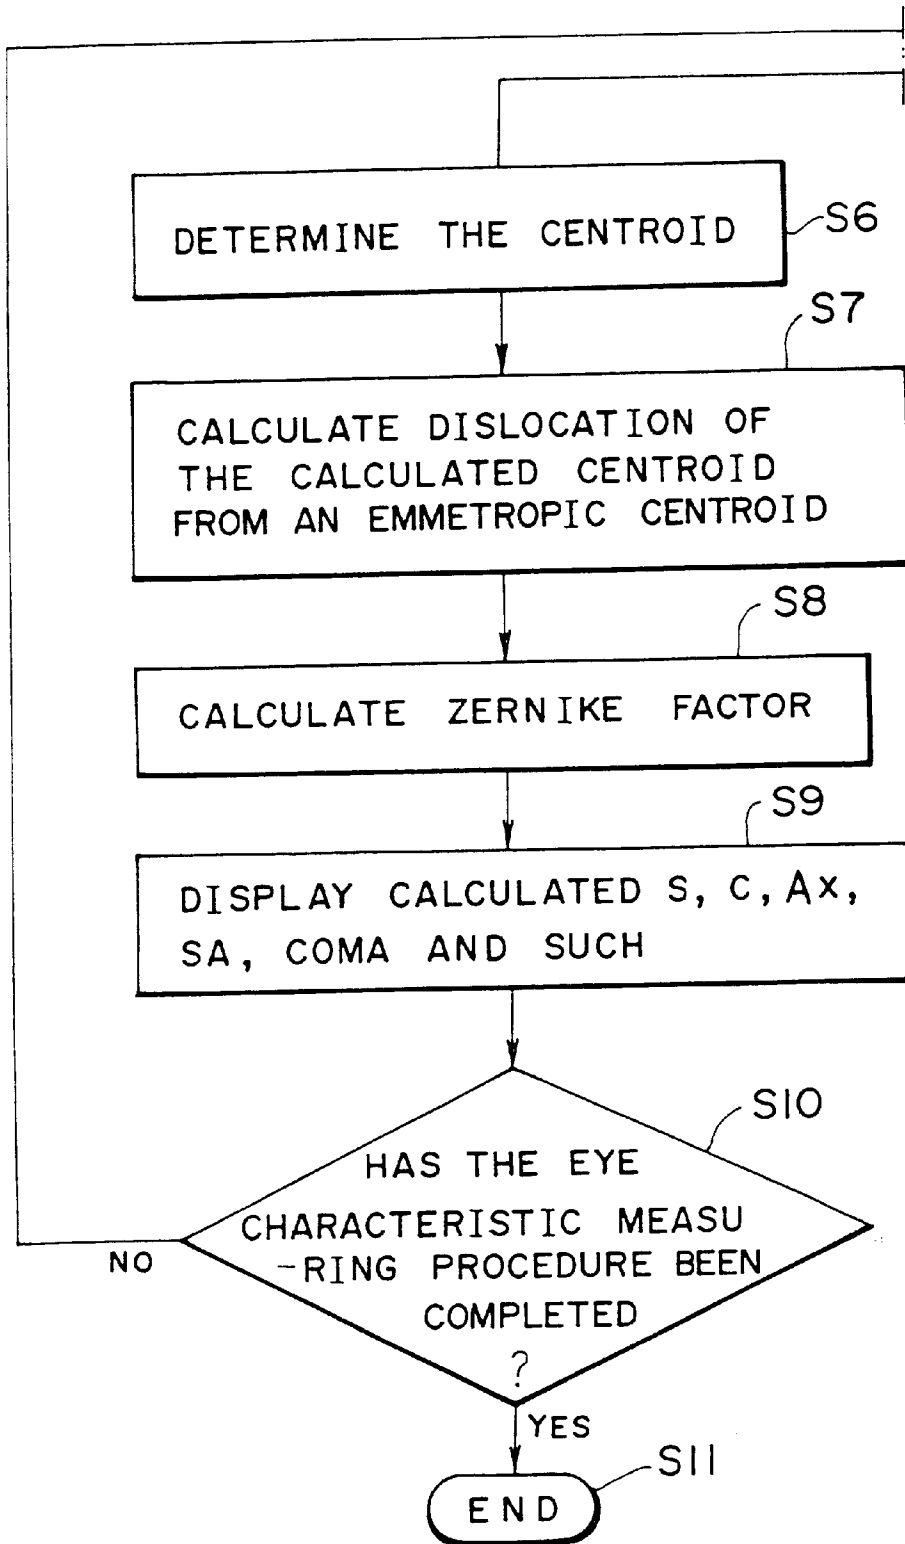 DETERMINE THE CENTROID
S6
S7
CALCULATE DISLOCATION OF
THE CALCULATED CENTROID
FROM AN EMMETROPIC CENTROID
S8
CALCULATE ZERNIKE FACTOR
S9
DISPLAY CALCULATED S, C, Ax,
SA, COMA AND SUCH
S10
HAS THE EYE
CHARACTERISTIC MEASU
-RING PROCEDURE BEEN
COMPLETED
?
NO
YES
S11
END